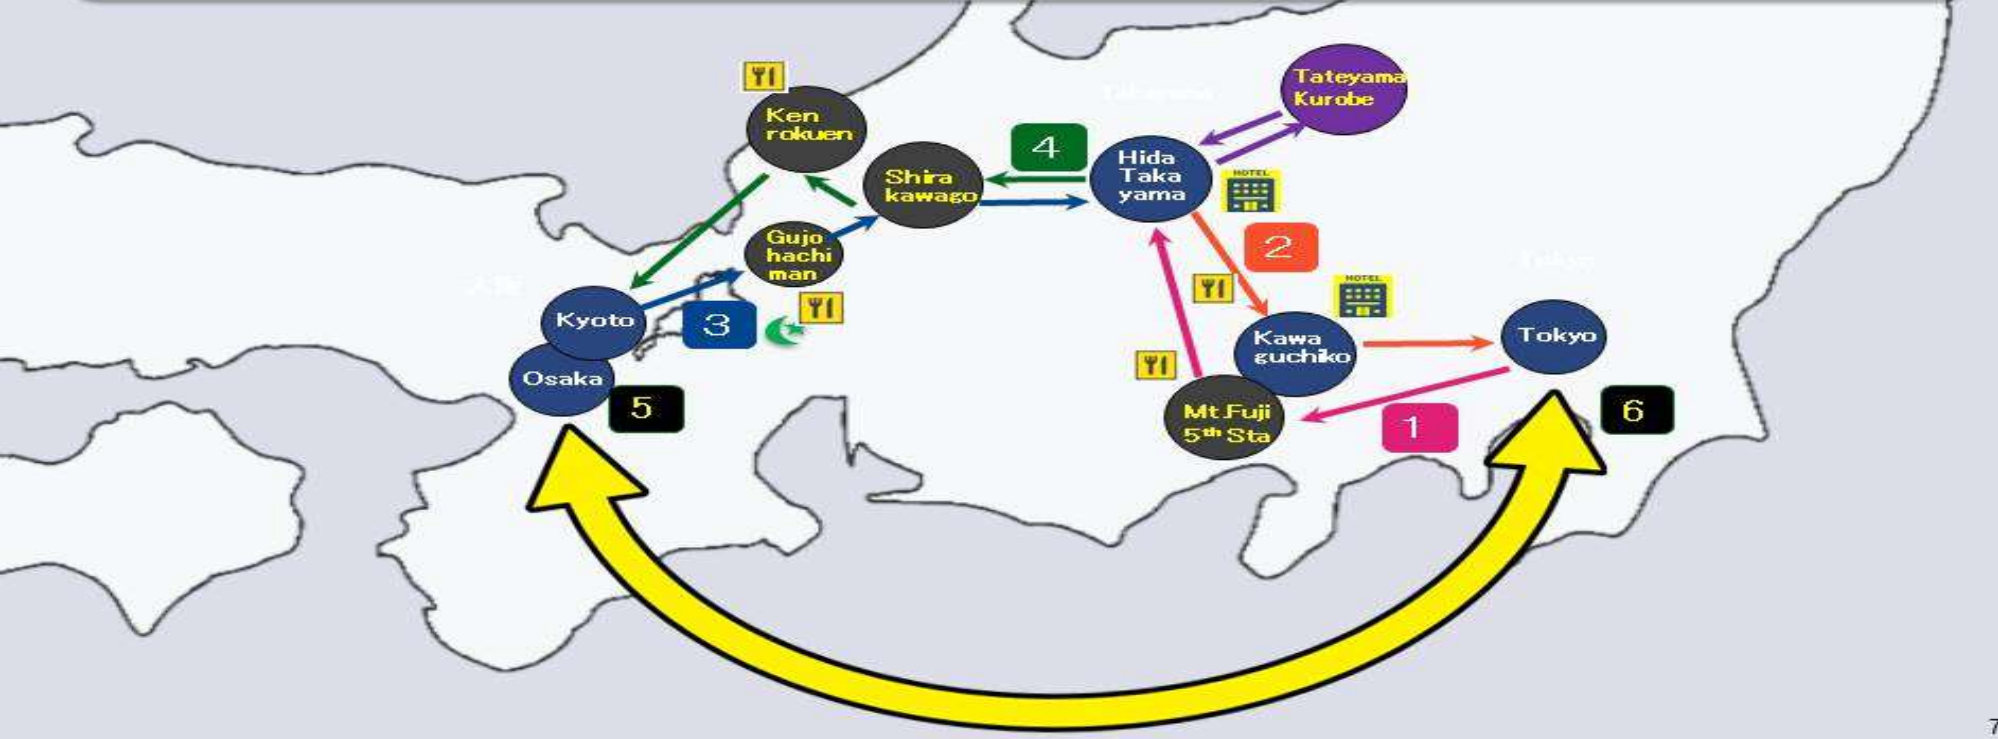 Tateyama
Kurobe
Ken
rokuen
4
Hida
Taka
yama
Shira
kawago
HOTEL
Gujo
hachi
man
2
HOTEL
Kyoto
3
Kawa
guchiko
Tokyo
Osaka
5
Mt.Fuji
5th Sta
1
6
7